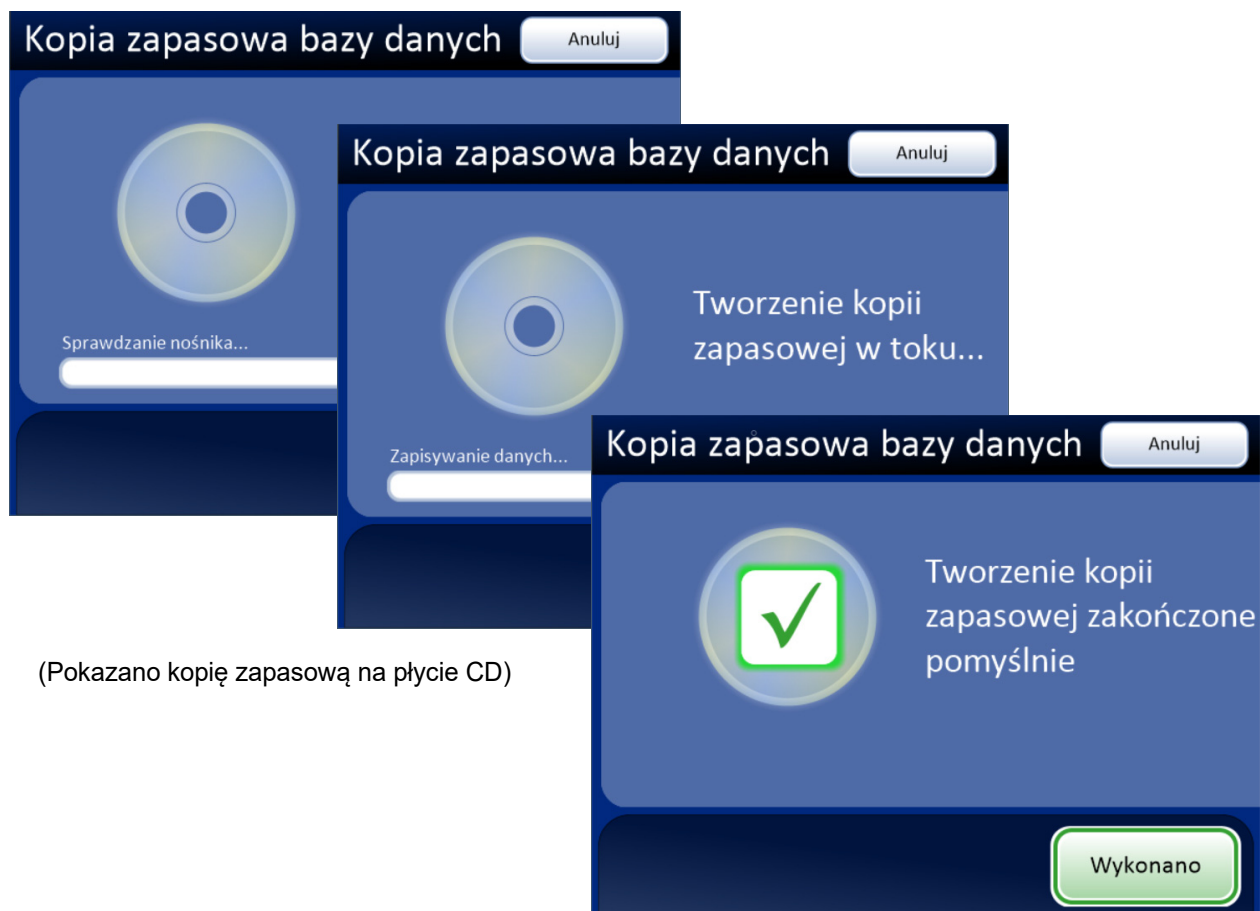 Kopia zapasowa bazy danych
Anuluj
Sprawdzanie nośnika...
Kopia zapasowa bazy danych
Anuluj
Tworzenie kopii
zapasowej w toku...
Zapisywanie danych...
Kopia zapasowa bazy danych
Anuluj
Tworzenie kopii
zapasowej zakończone
pomyślnie
Wykonano
(Pokazano kopię zapasową na płycie CD)